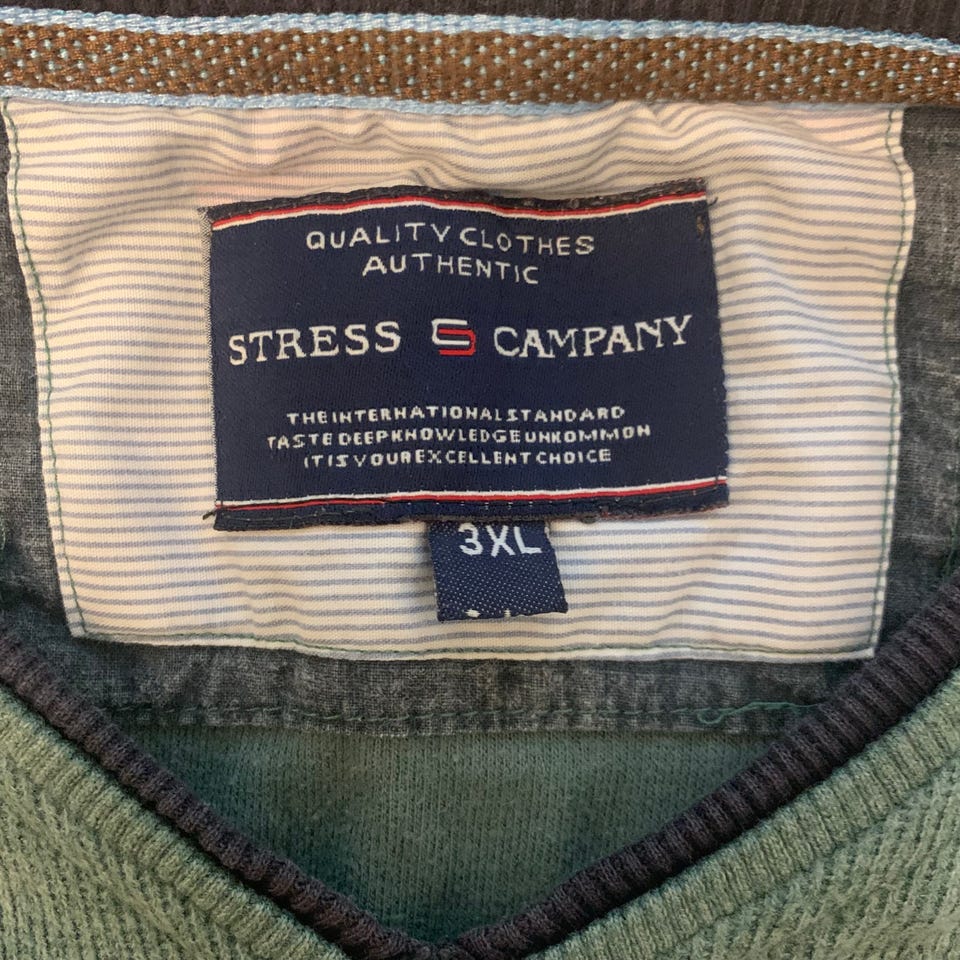 QUALITY CLOTHES
AUTHENTIC
STRESS CAMPANY
THE INTERNATIONAL STANDARD
TASTE DEEP KNOWLEDGE UNKOMMON
IT IS YOUR EXCELLENT CHOICE
3XL